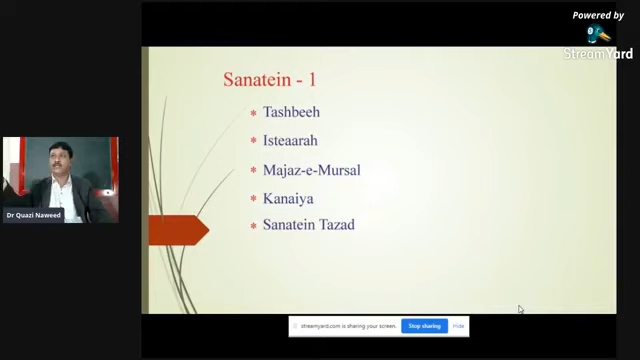 Powered by
StreamYard
Sanatein - 1
* Tashbeeh
* Isteaarah
* Majaz-e-Mursal
* Kanaiya
* Sanatein Tazad
Dr Quazi Naweed
streamyard.com is sharing your screen.
Stop sharing
Hide